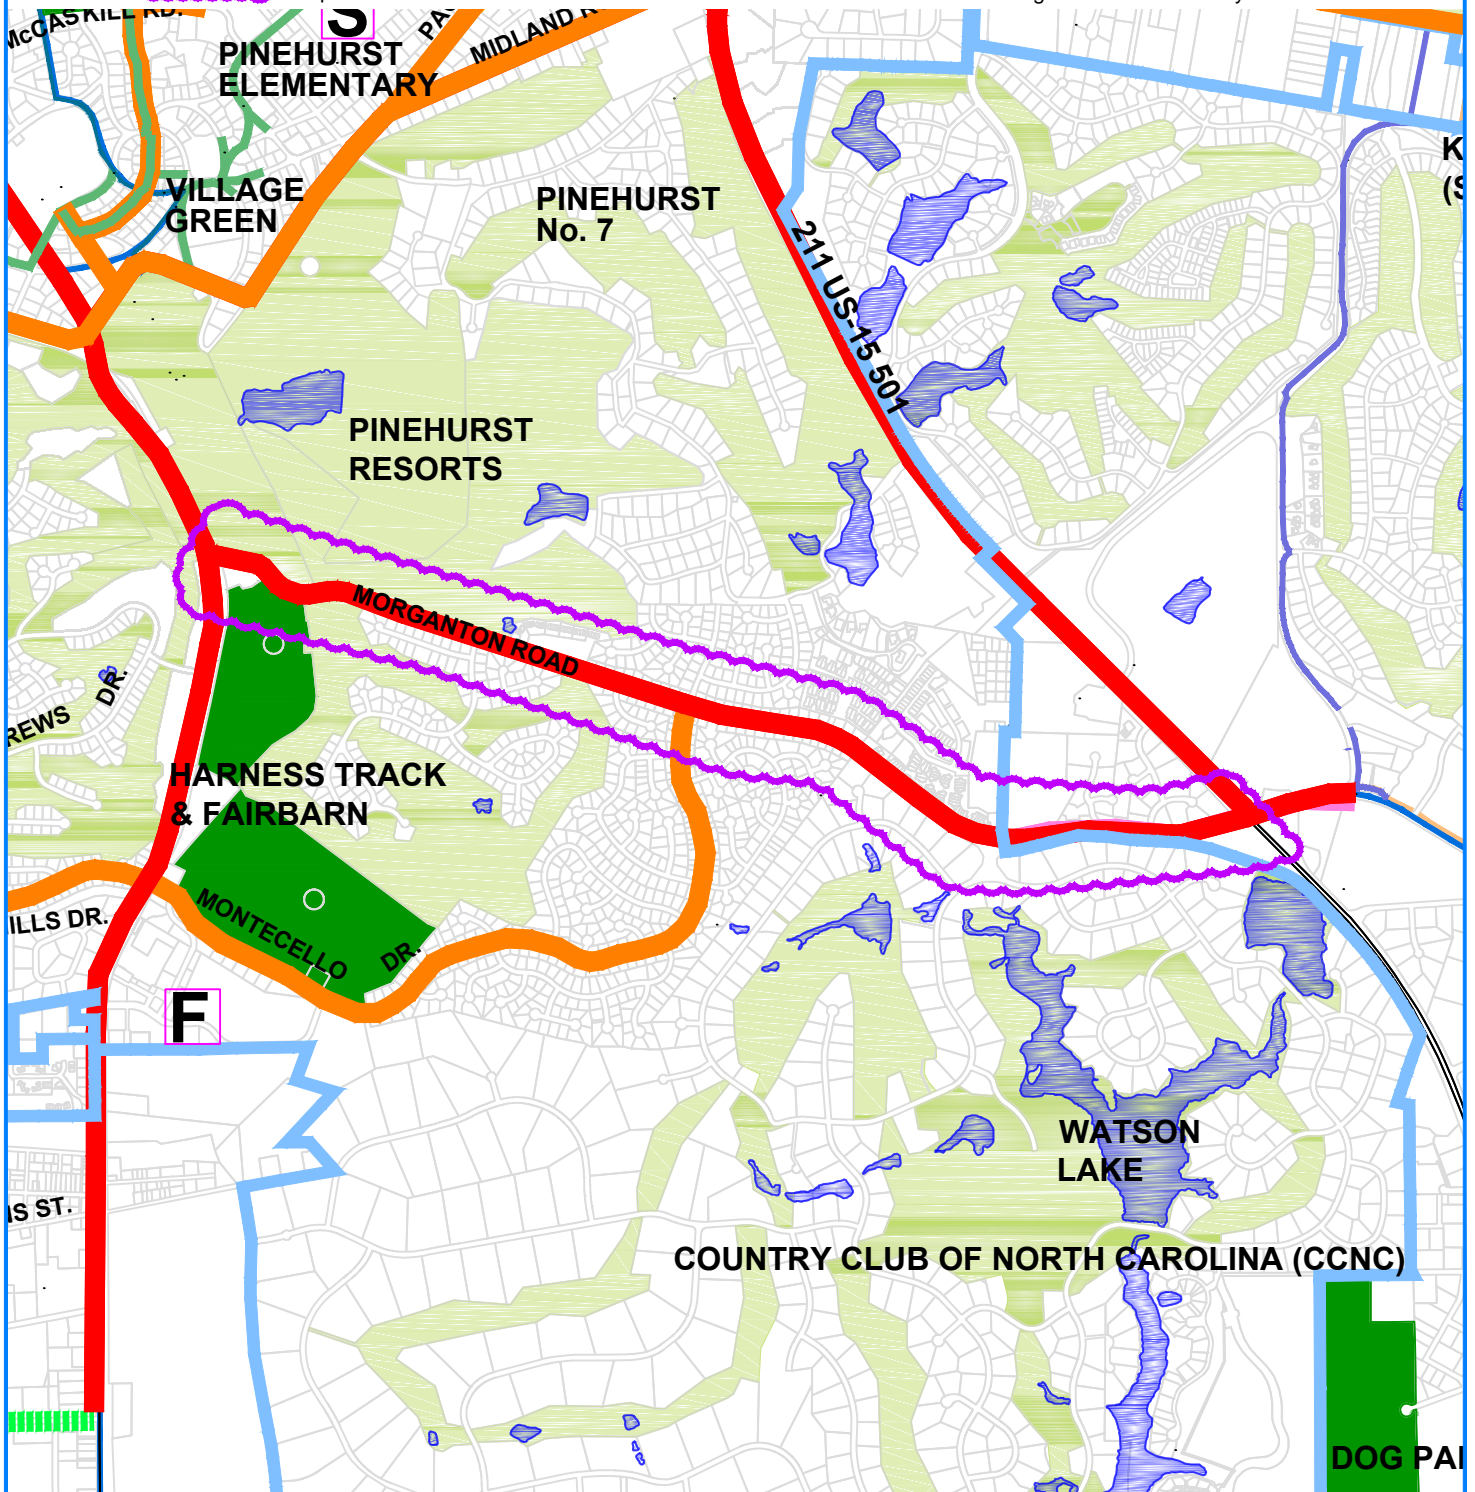 McCASKILL RD.
S
PINEHURST
ELEMENTARY
MIDLAND
VILLAGE
GREEN
PINEHURST
No. 7
K
(S
211 US-15 501
PINEHURST
RESORTS
MORGANTON ROAD
DR.
REWS
HARNESS TRACK
& FAIRBARN
ILLS DR.
MONTECELLO DR.
F
WATSON
LAKE
IS ST.
COUNTRY CLUB OF NORTH CAROLINA (CCNC)
DOG PA